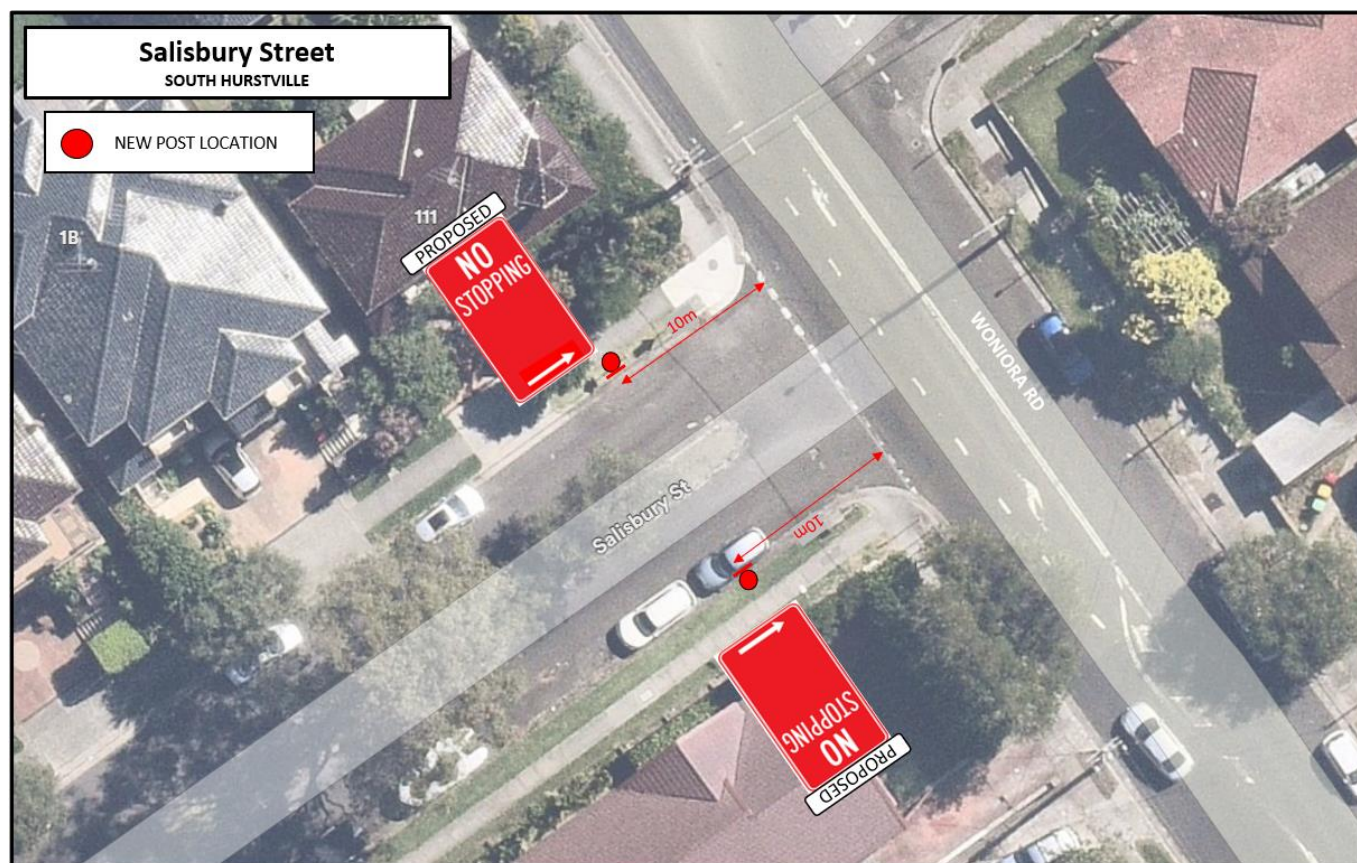 Salisbury Street
SOUTH HURSTVILLE
NEW POST LOCATION
1B
111
PROPOSED
NO
STOPPING
10m
WONIORA RD
Salisbury St
10m
NO
STOPPING
PROPOSED